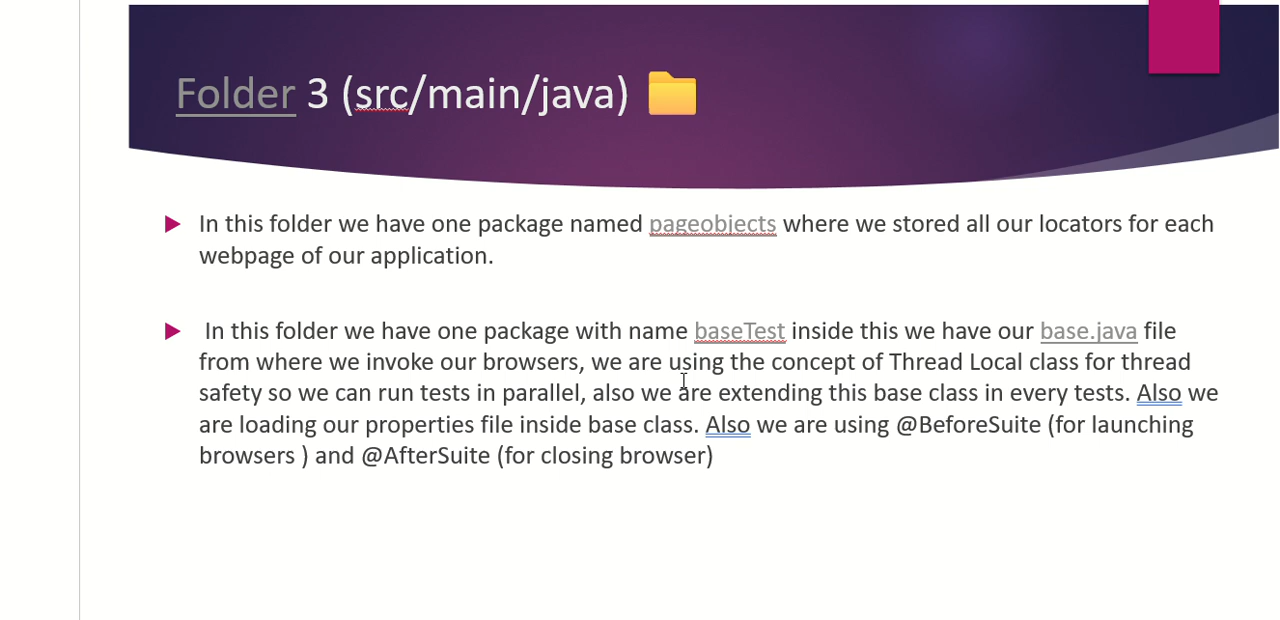 Folder 3 (src/main/java)
In this folder we have one package named pageobjects where we stored all our locators for each
webpage of our application.
In this folder we have one package with name baseTest inside this we have our base.java file
from where we invoke our browsers, we are using the concept of Thread Local class for thread
safety so we can run tests in parallel, also we are extending this base class in every tests. Also we
are loading our properties file inside base class. Also we are using @BeforeSuite (for launching
browsers ) and @AfterSuite (for closing browser)